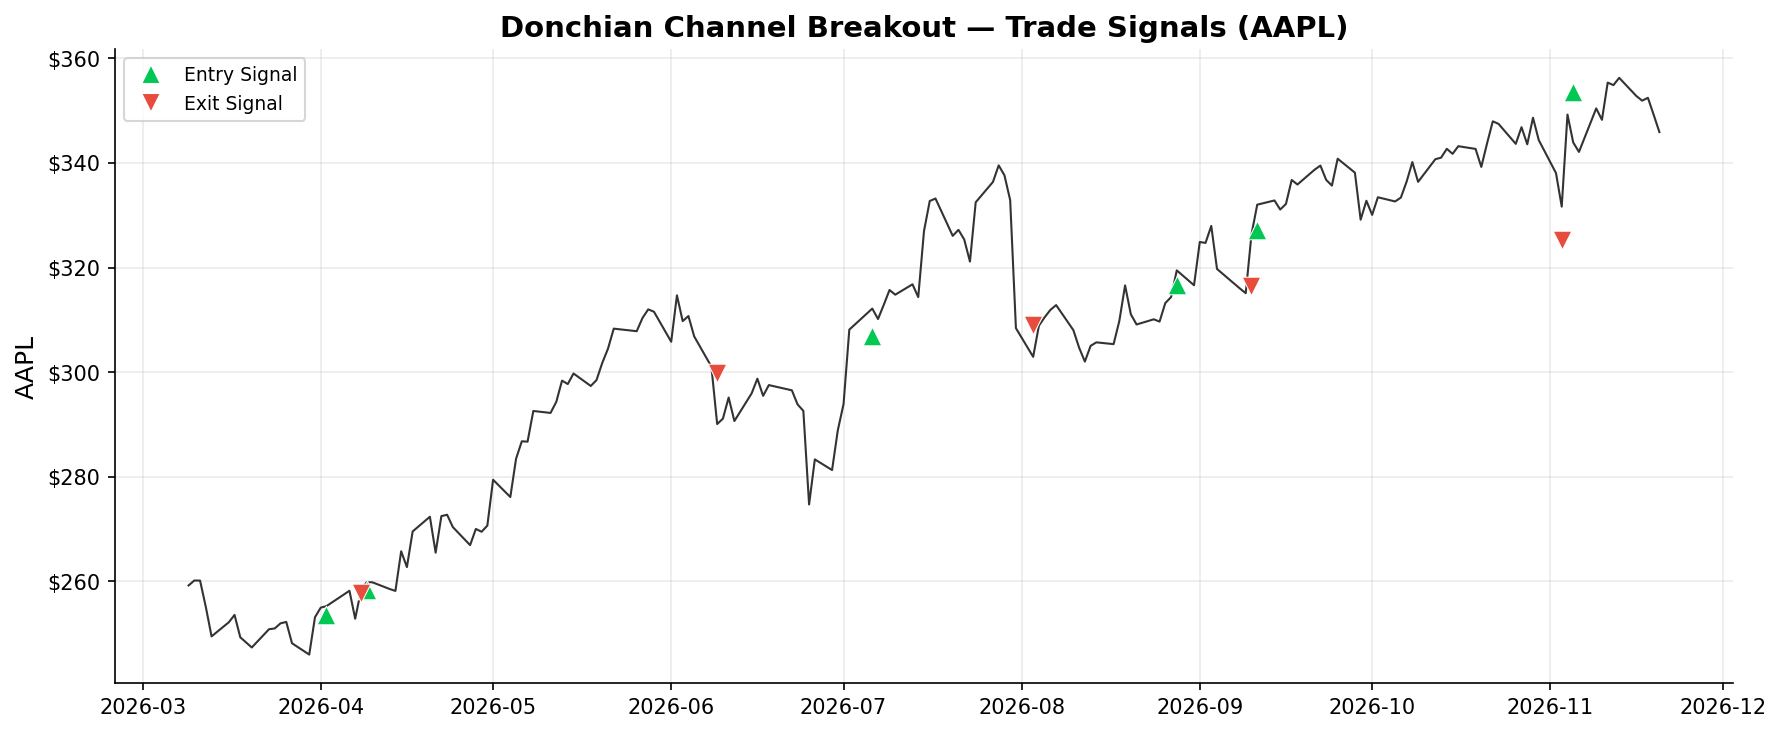 Donchian Channel Breakout — Trade Signals (AAPL)
Entry Signal
Exit Signal
$360
$340
$320
$300
$280
$260
AAPL
2026-03 2026-04 2026-05 2026-06 2026-07 2026-08 2026-09 2026-10 2026-11 2026-12